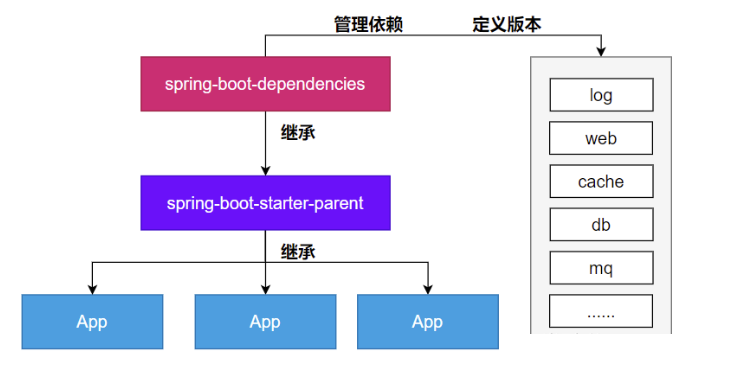 管理依赖
定义版本
spring-boot-dependencies
继承
spring-boot-starter-parent
继承
App
App
App
log
web
cache
db
mq
......